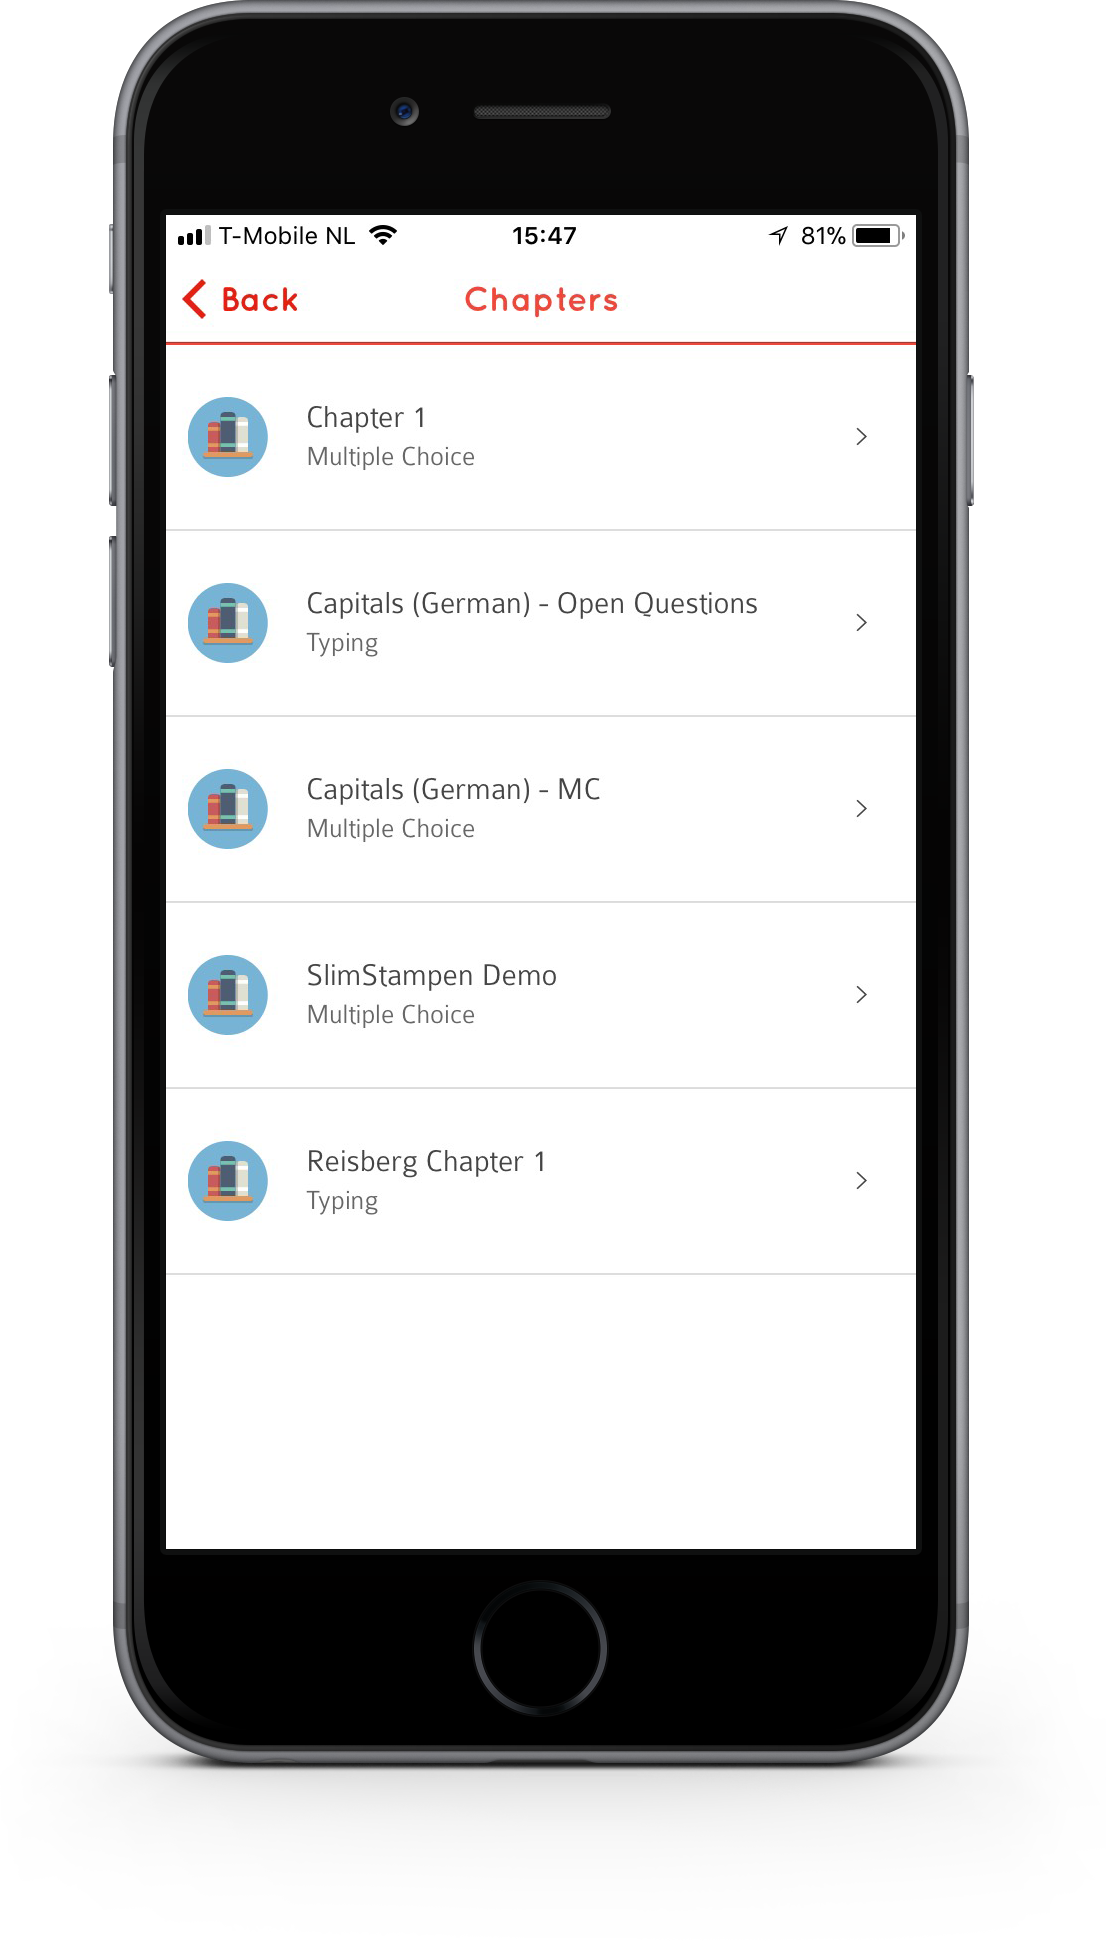 T-Mobile NL 15:47 81%
Back Chapters
Chapter 1
Multiple Choice
Capitals (German) - Open Questions
Typing
Capitals (German) - MC
Multiple Choice
SlimStampen Demo
Multiple Choice
Reisberg Chapter 1
Typing